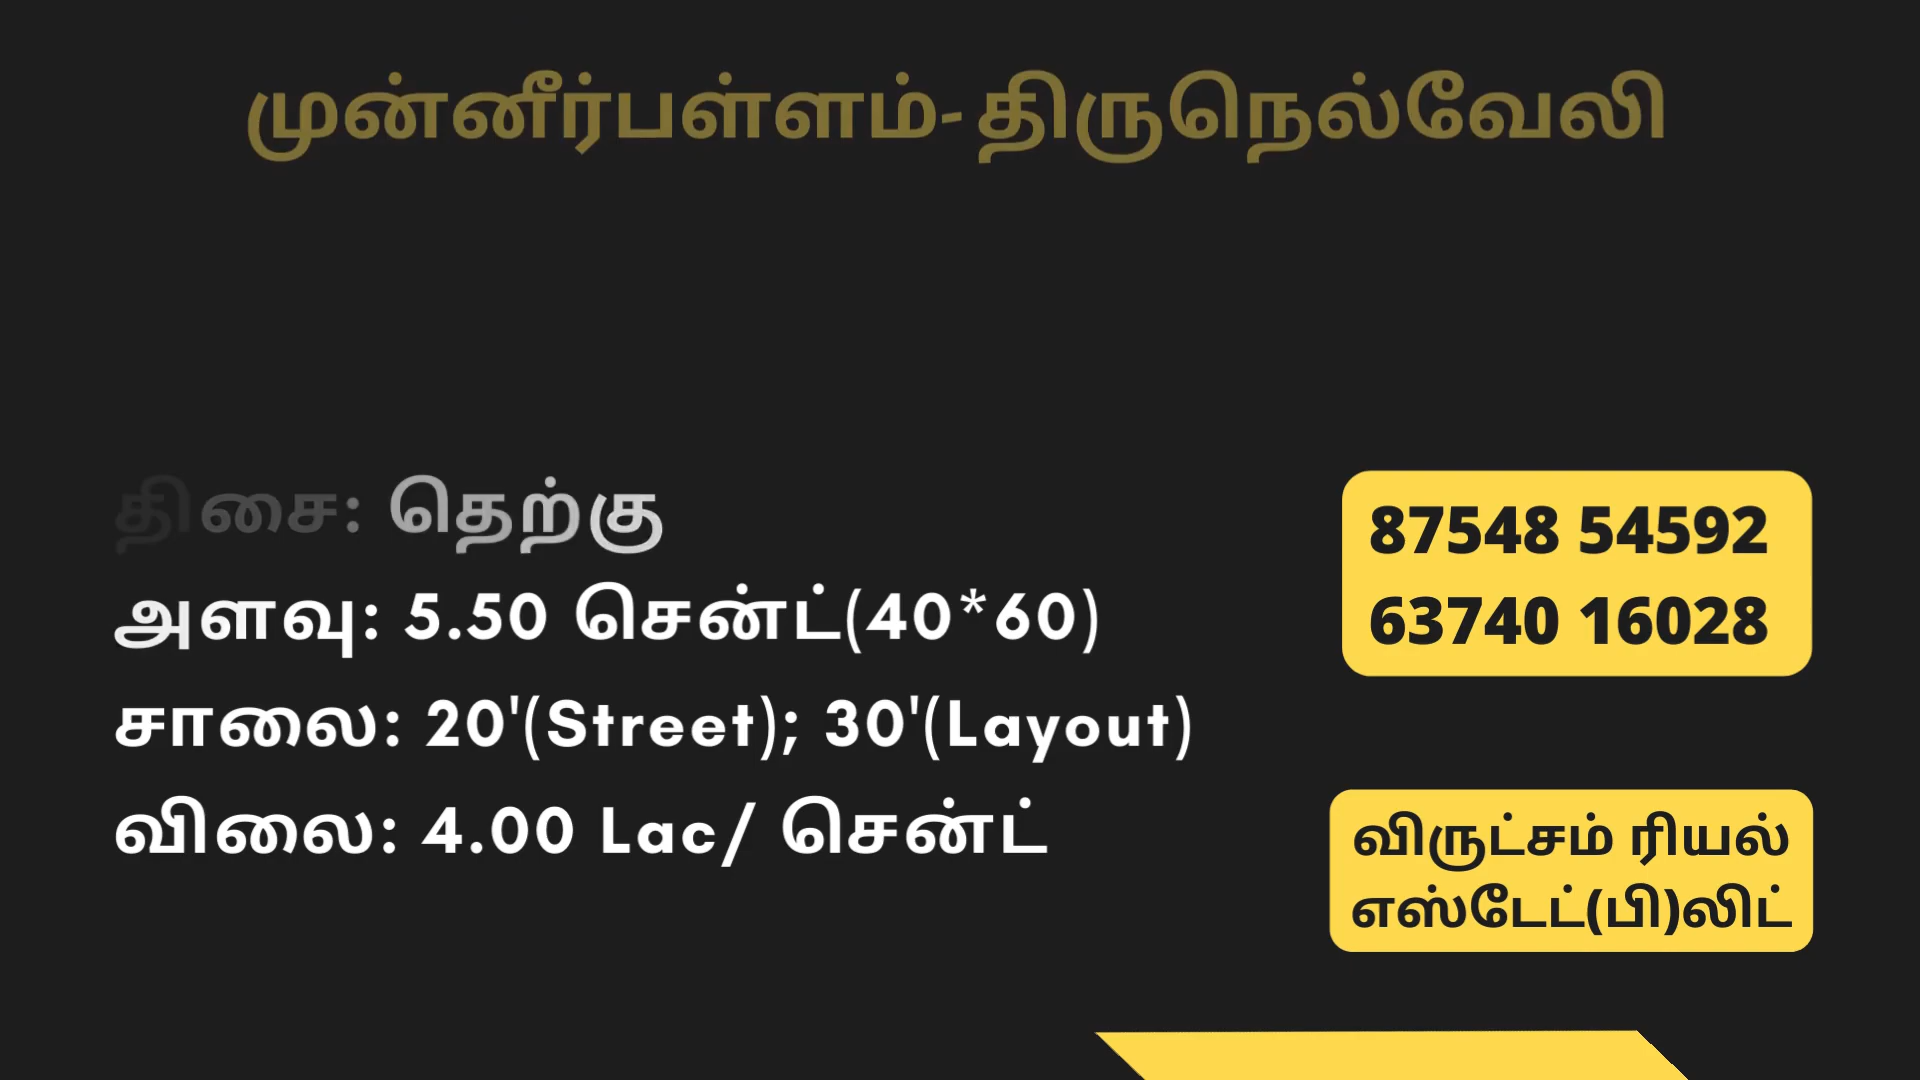 முன்னீர்பள்ளம்-திருநெல்வேலி
திசை: தெற்கு
அளவு: 5.50 சென்ட்(40*60)
சாலை: 20'(Street); 30'(Layout)
விலை: 4.00 Lac/ சென்ட்
87548 54592
63740 16028
விருட்சம் ரியல்
எஸ்டேட்(பி)லிட்